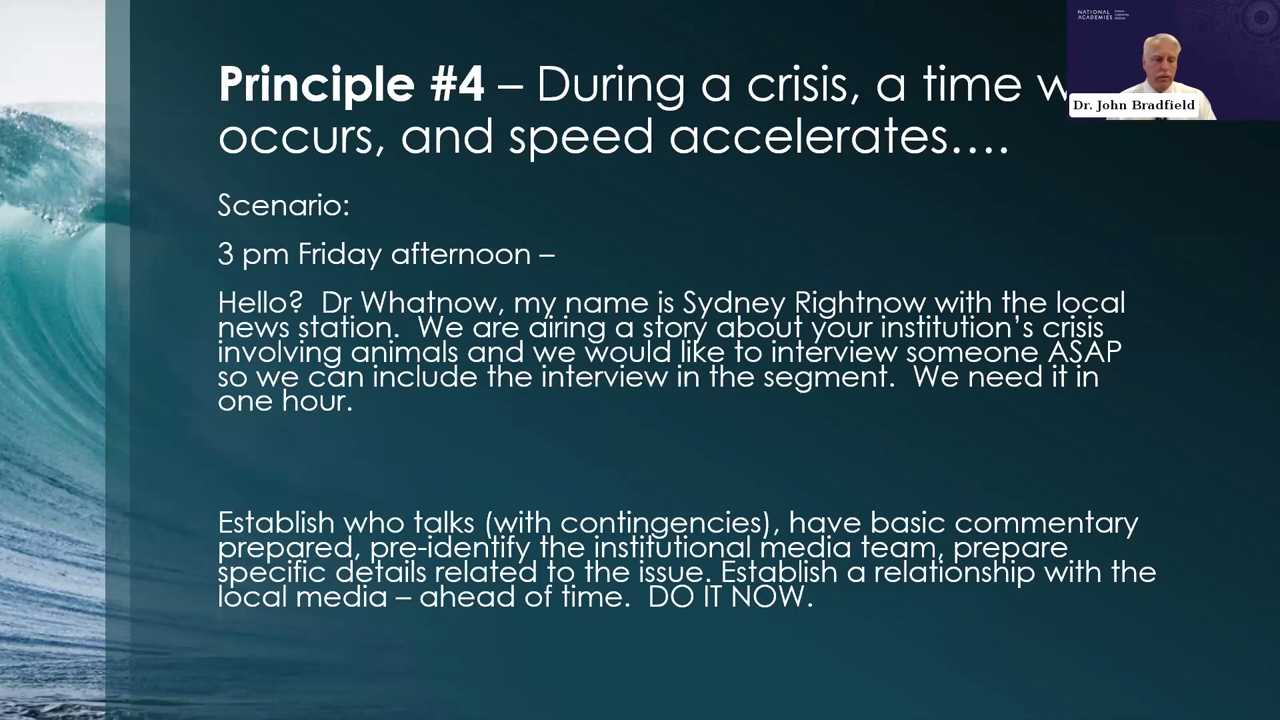 Principle #4 – During a crisis, a time
occurs, and speed accelerates….
NATIONAL
ACADEMIES
Dr. John Bradfield
Scenario:
3 pm Friday afternoon –
Hello?  Dr Whatnow, my name is Sydney Rightnow with the local
news station.  We are airing a story about your institution’s crisis
involving animals and we would like to interview someone ASAP
so we can include the interview in the segment.  We need it in
one hour.
Establish who talks (with contingencies), have basic commentary
prepared, pre-identify the institutional media team, prepare
specific details related to the issue. Establish a relationship with the
local media – ahead of time.  DO IT NOW.